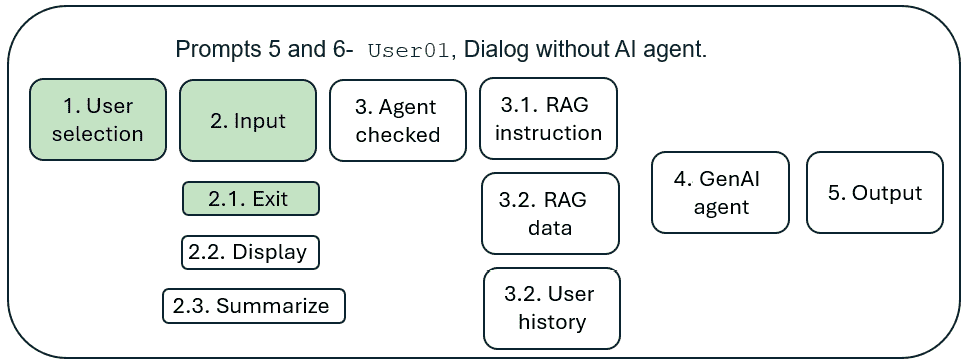 Prompts 5 and 6- User01, Dialog without AI agent.
1. User
selection
2. Input
3. Agent
checked
3.1. RAG
instruction
2.1. Exit
2.2. Display
2.3. Summarize
3.2. RAG
data
3.2. User
history
4. GenAI
agent
5. Output